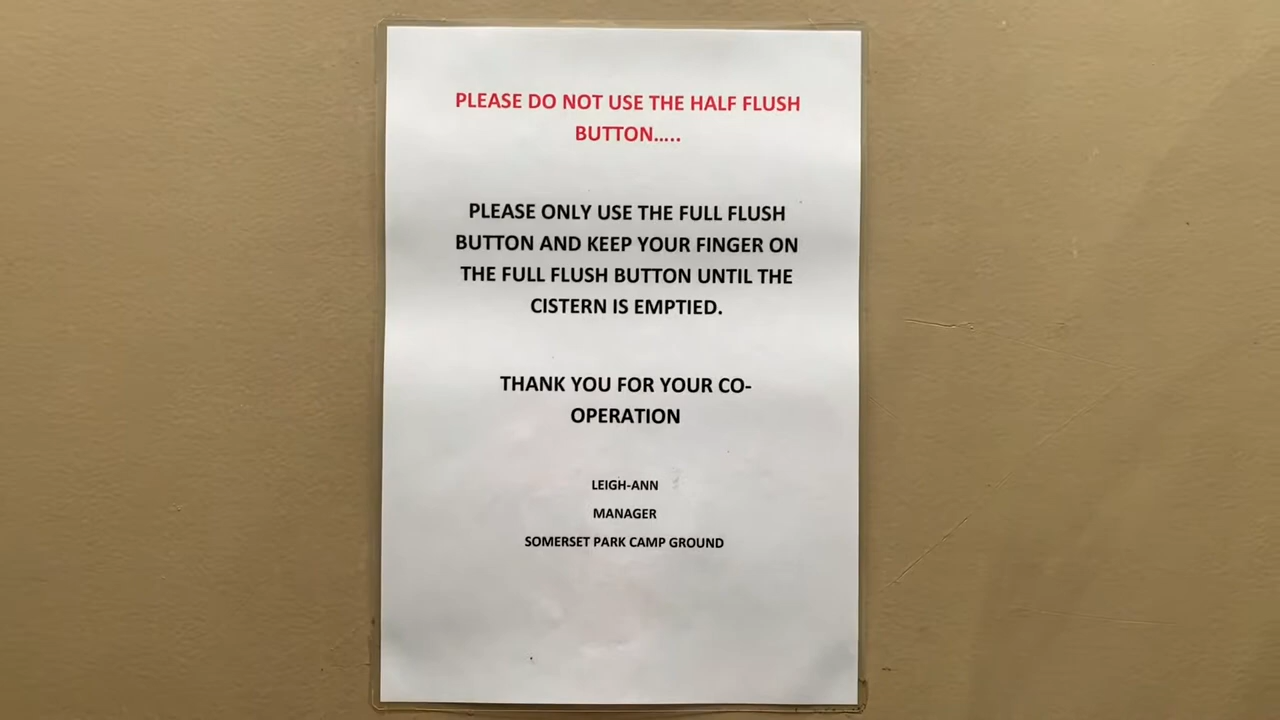 PLEASE DO NOT USE THE HALF FLUSH
BUTTON.....
PLEASE ONLY USE THE FULL FLUSH
BUTTON AND KEEP YOUR FINGER ON
THE FULL FLUSH BUTTON UNTIL THE
CISTERN IS EMPTIED.
THANK YOU FOR YOUR CO-
OPERATION
LEIGH-ANN
MANAGER
SOMERSET PARK CAMP GROUND